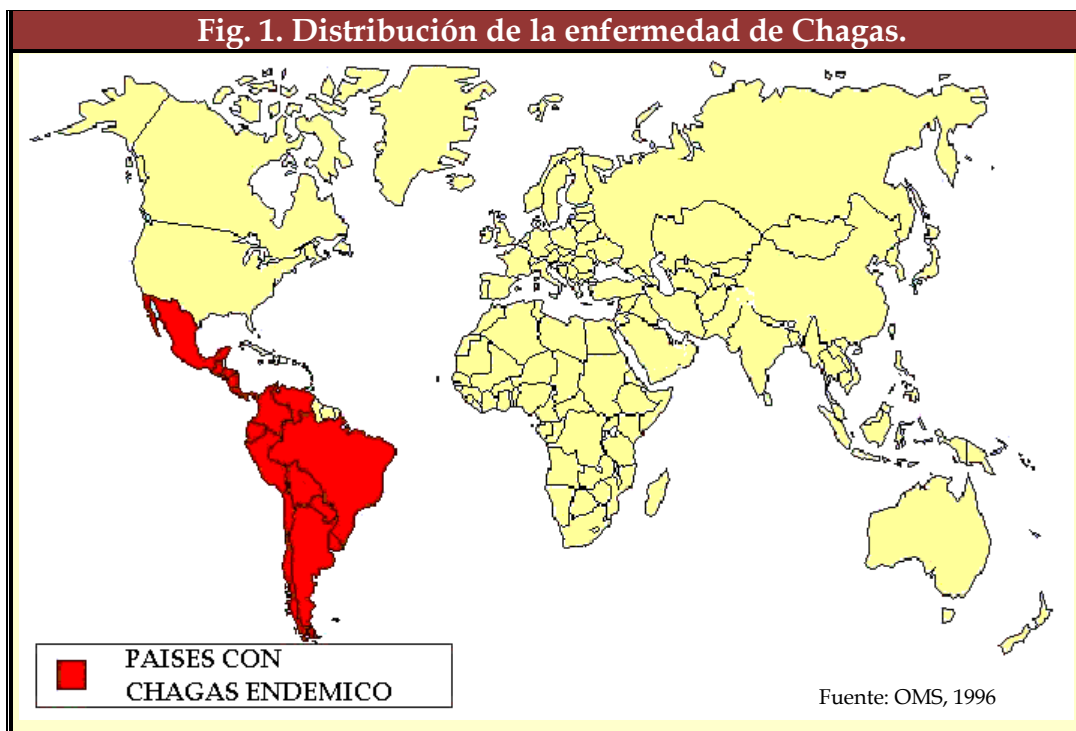 Fig. 1. Distribución de la enfermedad de Chagas.
PAISES CON
CHAGAS ENDEMICO
Fuente: OMS, 1996